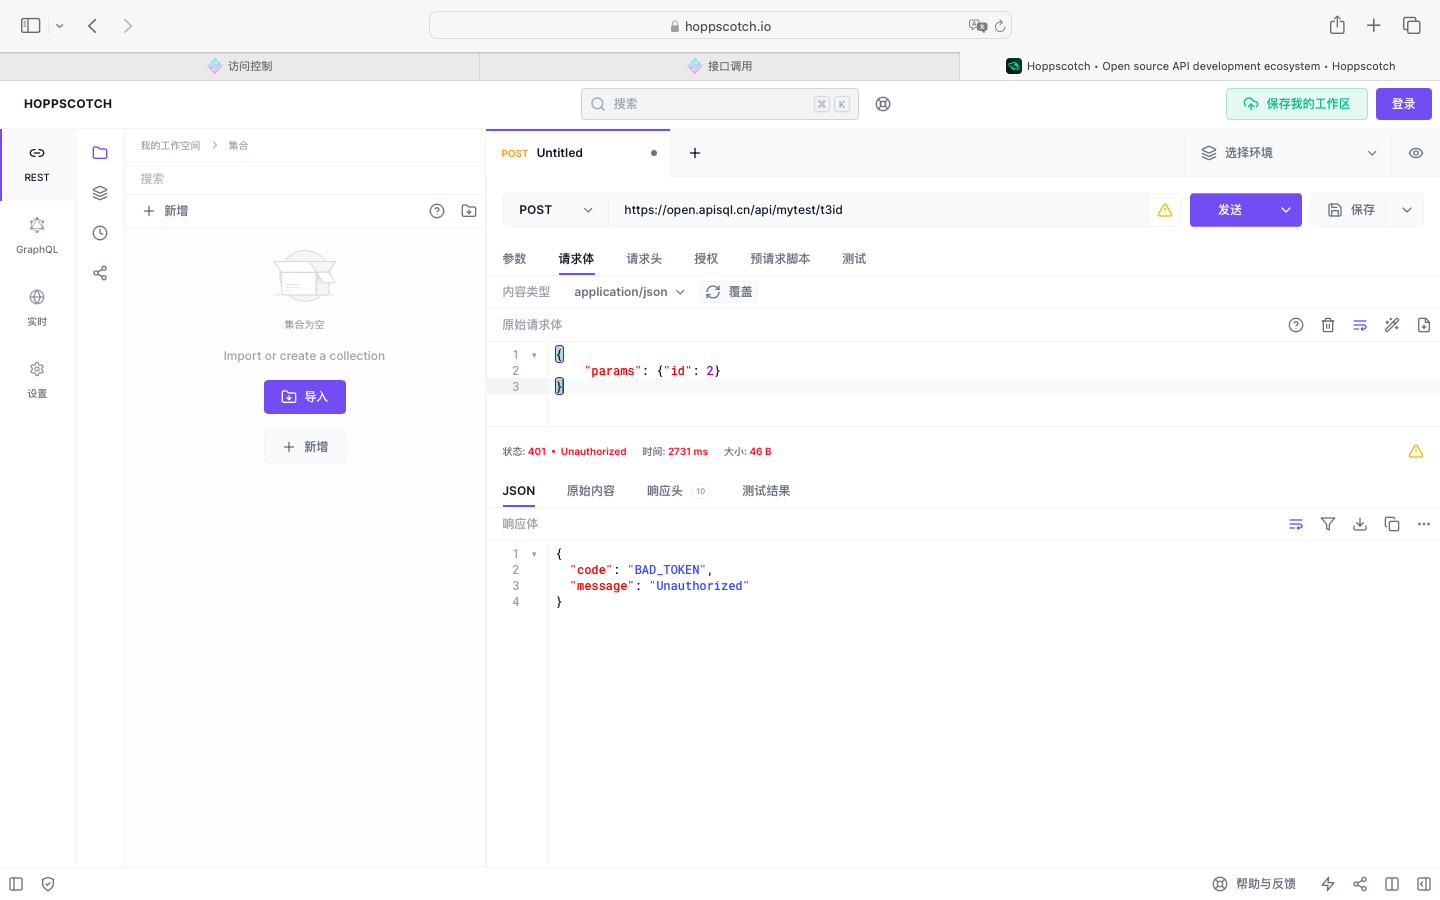 hoppscotch.io
访问控制
接口调用
Hoppscotch • Open source API development ecosystem • Hoppscotch
HOPPSCOTCH
搜索
⌘ K
保存我的工作区
登录
REST
GraphQL
实时
设置
我的工作空间 > 集合
搜索
新增
集合为空
Import or create a collection
导入
新增
POST Untitled
选择环境
POST
https://open.apisql.cn/api/mytest/t3id
发送
保存
参数 请求体 请求头 授权 预请求脚本 测试
内容类型 application/json 覆盖
原始请求体
1 {
2 "params": {"id": 2}
3 }
状态: 401 • Unauthorized 时间: 2731 ms 大小: 46 B
JSON 原始内容 响应头 10 测试结果
响应体
1 {
2 "code": "BAD_TOKEN",
3 "message": "Unauthorized"
4 }
帮助与反馈